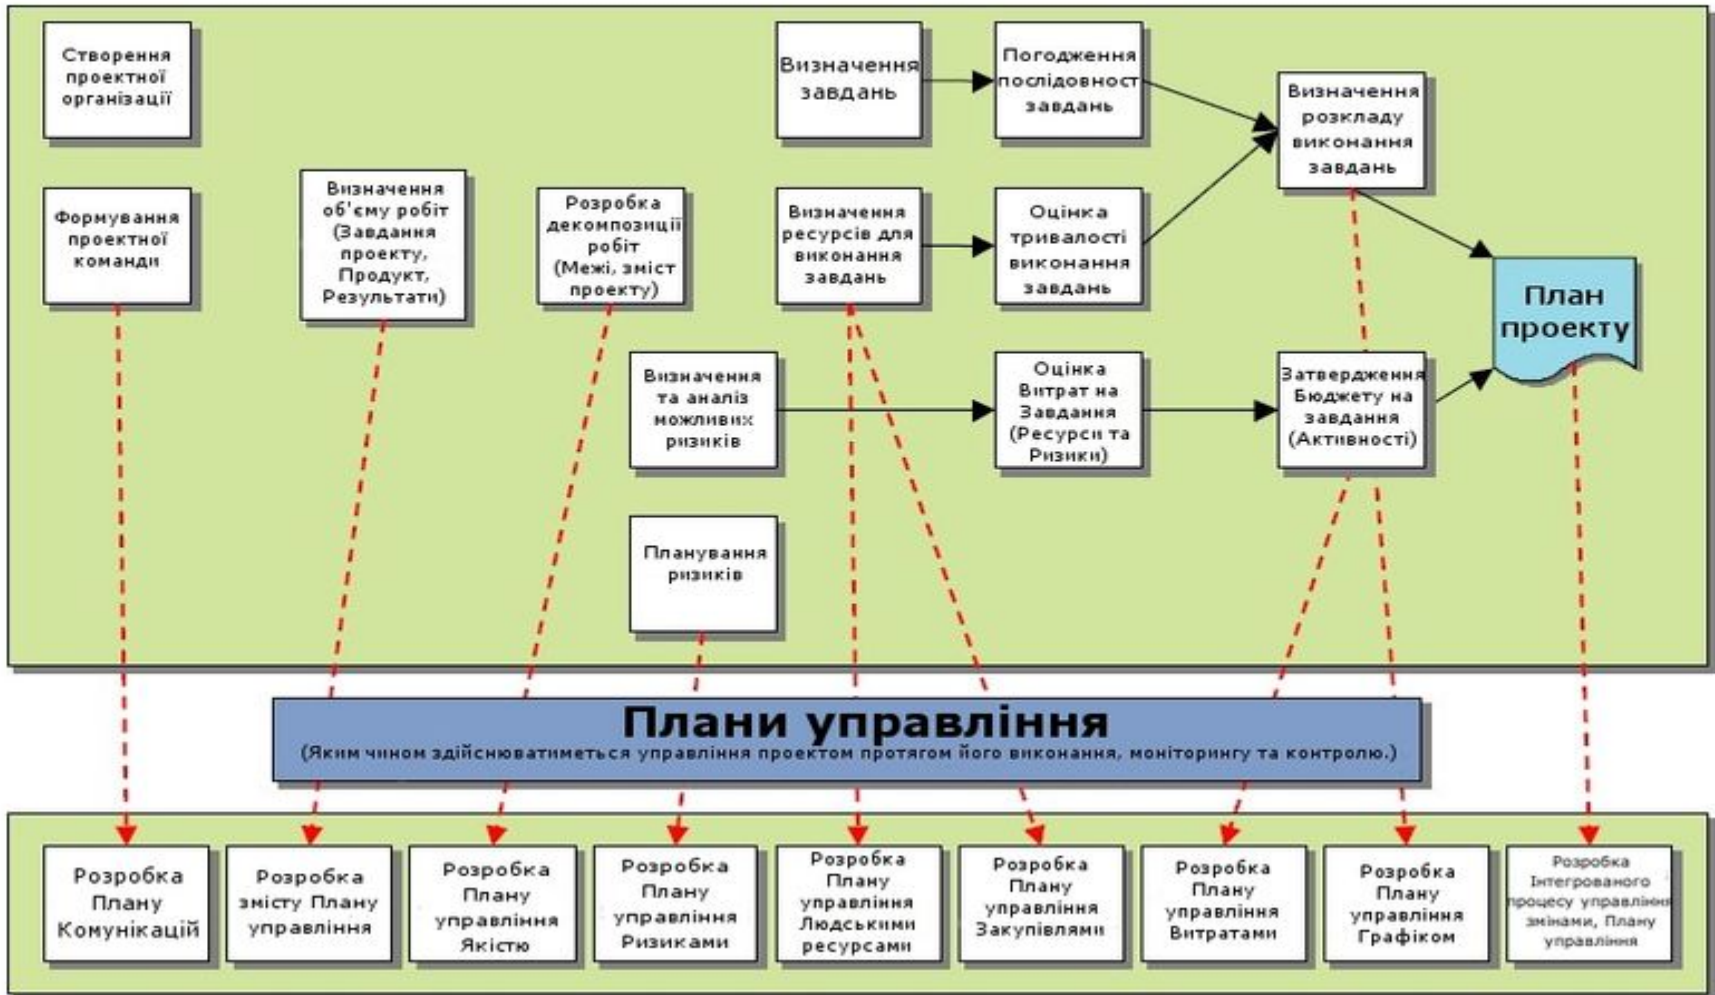 Створення
проектної
організації
Визначення
завдань
Погодження
послідовност
завдань
Визначення
розкладу
виконання
завдань
Формування
проектної
команди
Визначення
об'єму робіт
(Завдання
проекту,
Продукт,
Результати)
Розробка
декомпозиції
робіт
(Межі, зміст
проекту)
Визначення
ресурсів для
виконання
завдань
Оцінка
тривалості
виконання
завдань
План
проекту
Визначення
та аналіз
можливих
ризиків
Оцінка
Витрат на
Завдання
(Ресурси та
Ризики)
Затвердження
Бюджету на
завдання
(Активності)
Планування
ризиків
Плани управління
(Яким чином здійснюватиметься управління проектом протягом його виконання, моніторингу та контролю.)
Розробка
Плану
Комунікацій
Розробка
змісту Плану
управління
Розробка
Плану
управління
Якістю
Розробка
Плану
управління
Ризиками
Розробка
Плану
управління
Людськими
ресурсами
Розробка
Плану
управління
Закупівлями
Розробка
Плану
управління
Витратами
Розробка
Плану
управління
Графіком
Розробка
Інтегрованого
процесу управління
змінами, Плану
управління